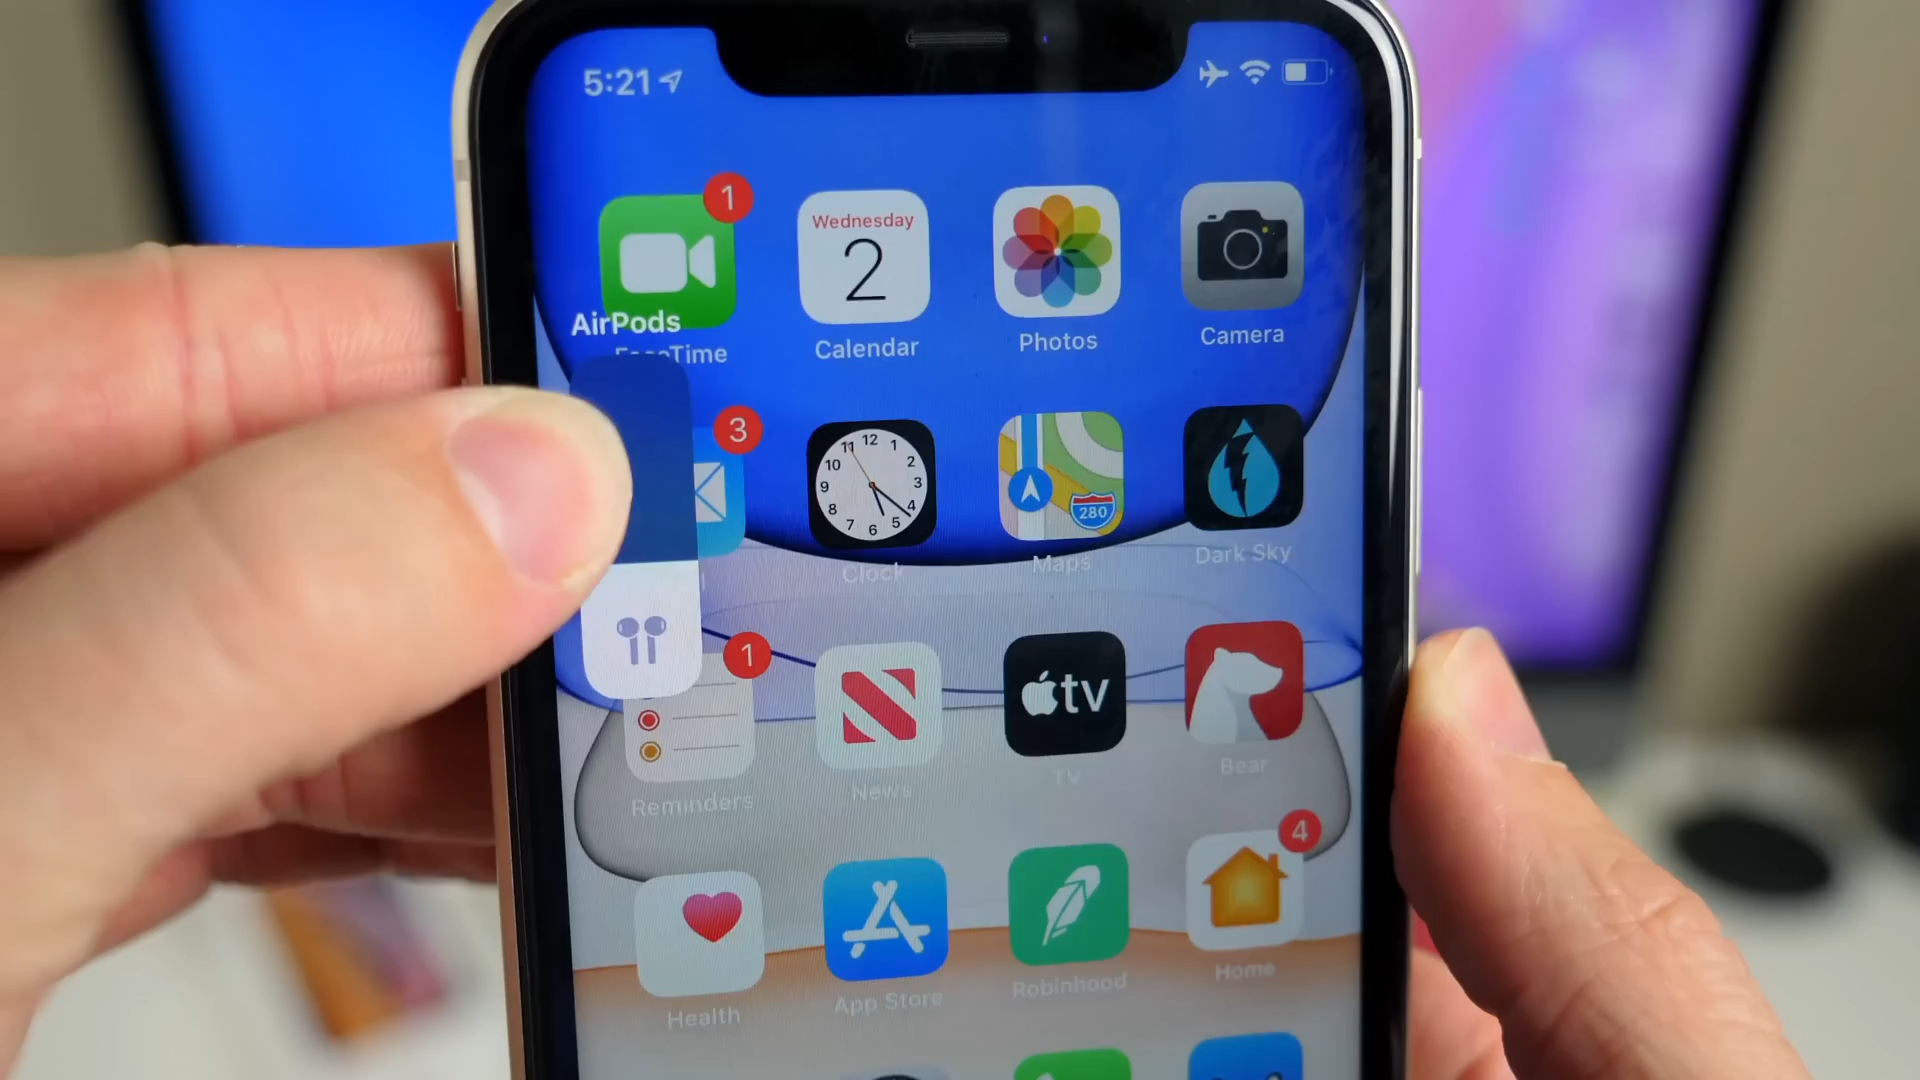 5:21
1
Wednesday
2
AirPods
FaceTime
Calendar
Photos
Camera
3
11 12 1
10 2
9 3
8 4
7 6 5
280
Clock
Maps
Dark Sky
1
tv
Reminders
News
TV
Bear
4
Health
App Store
Robinhood
Home